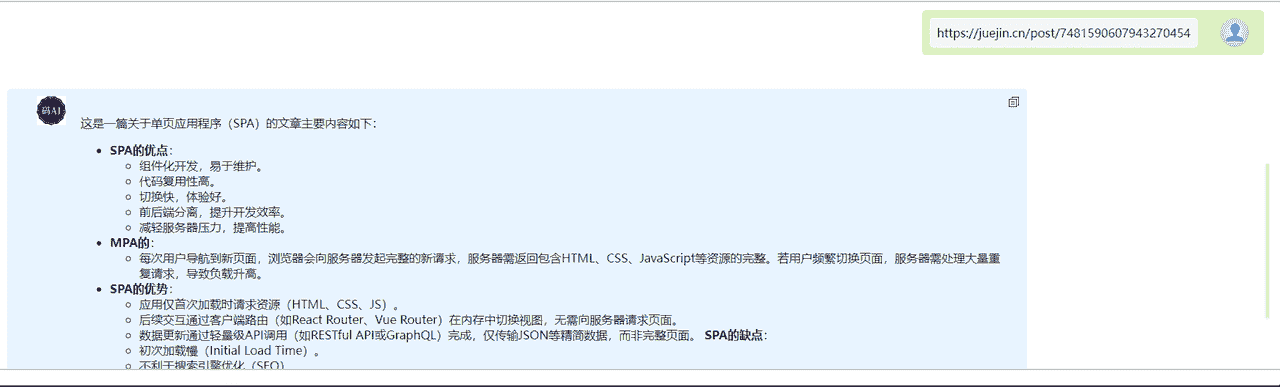 https://juejin.cn/post/7481590607943270454
码AI
这是一篇关于单页应用程序（SPA）的文章主要内容如下：
SPA的优点：
组件化开发，易于维护。
代码复用性高。
切换快，体验好。
前后端分离，提升开发效率。
减轻服务器压力，提高性能。
MPA的：
每次用户导航到新页面，浏览器会向服务器发起完整的新请求，服务器需返回包含HTML、CSS、JavaScript等资源的完整。若用户频繁切换页面，服务器需处理大量重
复请求，导致负载升高。
SPA的优势：
应用仅首次加载时请求资源（HTML、CSS、JS）。
后续交互通过客户端路由（如React Router、Vue Router）在内存中切换视图，无需向服务器请求页面。
数据更新通过轻量级API调用（如RESTful API或GraphQL）完成，仅传输JSON等精简数据，而非完整页面。 SPA的缺点：
初次加载慢（Initial Load Time）。
不利于搜索引擎优化（SEO）